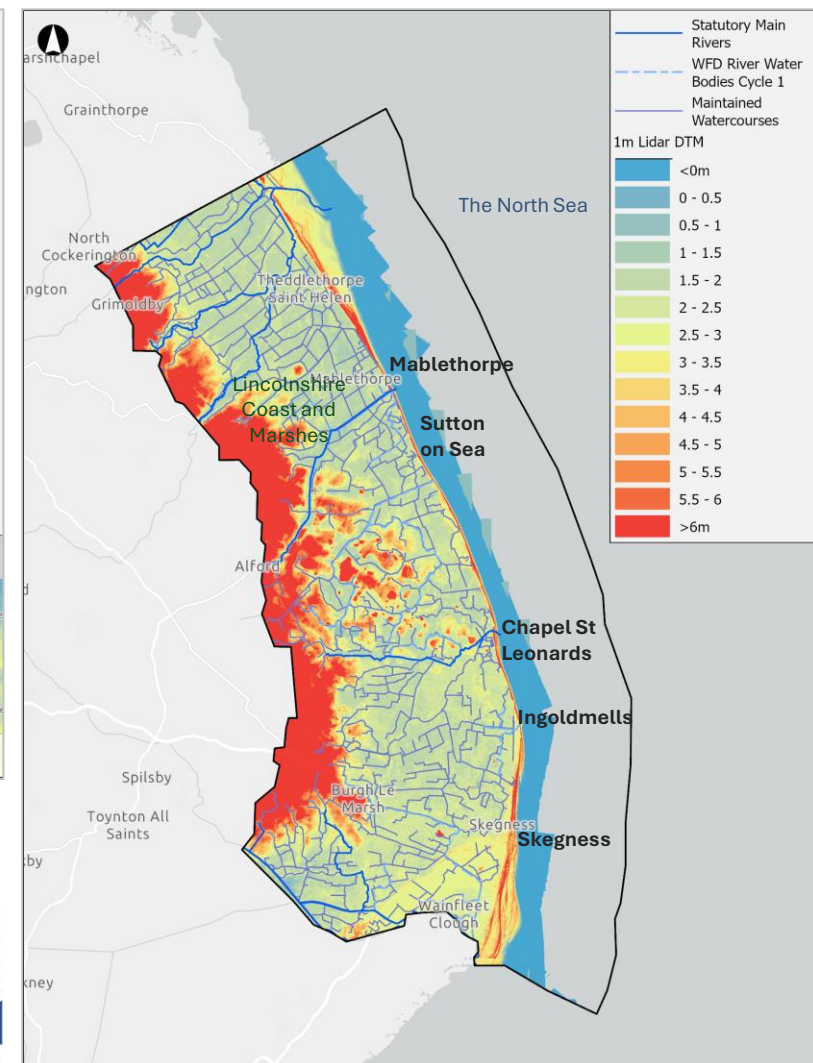 Statutory Main
Rivers
WFD River Water
Bodies Cycle 1
Maintained
Watercourses
1m Lidar DTM
<0m
0 - 0.5
0.5 - 1
1 - 1.5
1.5 - 2
2 - 2.5
2.5 - 3
3 - 3.5
3.5 - 4
4 - 4.5
4.5 - 5
5 - 5.5
5.5 - 6
>6m
arshchapel
Grainthorpe
The North Sea
North
Cockerington
ngton
Grimoldby
Theddlethorpe
Saint Helen
Mablethorpe
Mablethorpe
Lincolnshire
Coast and
Marshes
Sutton
on Sea
Alford
d
Chapel St
Leonards
Ingoldmells
Spilsby
Burgh Le
Marsh
Toynton All
Saints
Skegness
Skegness
kby
Wainfleet
Clough
kney